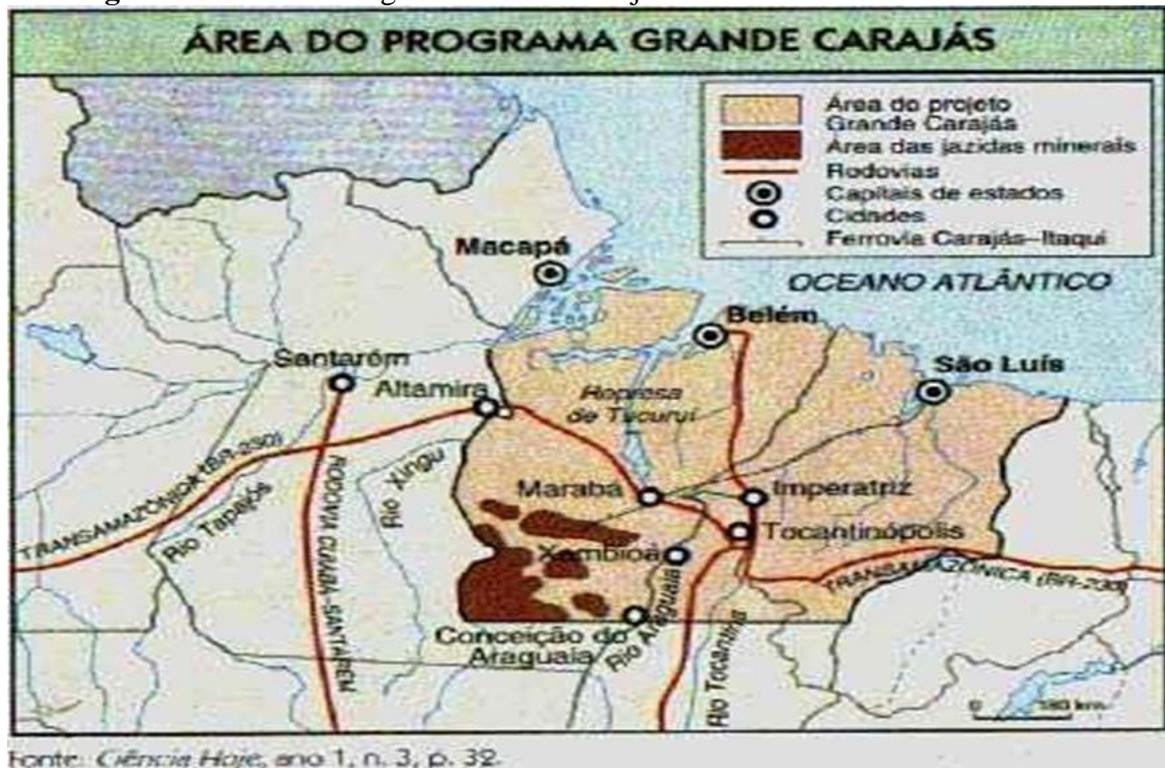 ÁREA DO PROGRAMA GRANDE CARAJÁS
Área do projeto
Grande Carajás
Área das jazidas minerais
Rodovias
Capitais de estados
Cidades
Ferrovia Carajás-Itaqui
Macapá
OCEANO ATLÂNTICO
Belém
Santarém
São Luís
Altamira
Represa
de Tucuruí
TRANSAMAZÔNICA (BR-230)
Rio Xingu
Rio Tapajós
RODOVIA CUIABÁ-SANTARÉM
Marabá
Imperatriz
Tocantinópolis
Xambioá
TRANSAMAZÔNICA (BR-230)
Conceição do
Araguaia
Rio Araguaia
Rio Tocantins
0 180 km
Fonte: Ciência Hoje, ano 1, n. 3, p. 32.